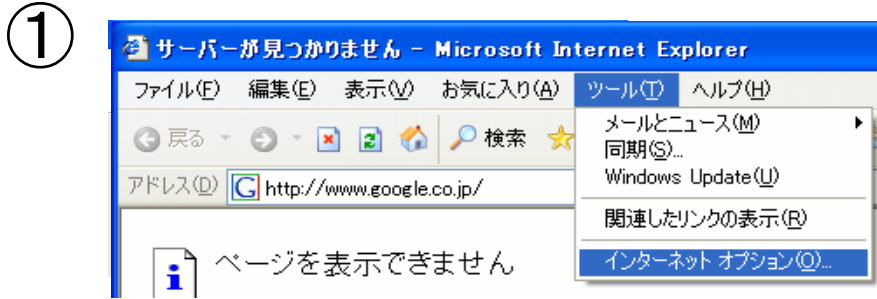 ①
サーバーが見つかりません - Microsoft Internet Explorer
ファイル(F) 編集(E) 表示(V) お気に入り(A) ツール(T) ヘルプ(H)
戻る 検索
メールとニュース(M)
同期(S)...
Windows Update(U)
関連したリンクの表示(R)
インターネット オプション(O)...
アドレス(D) http://www.google.co.jp/
ページを表示できません